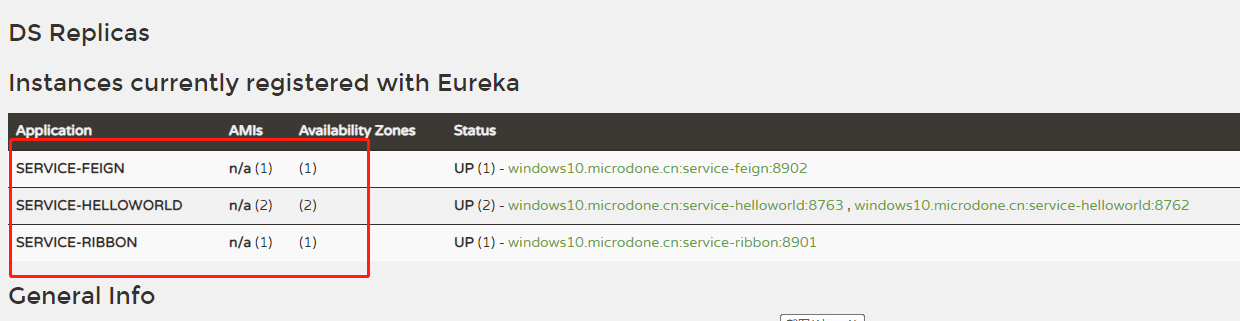 DS Replicas
Instances currently registered with Eureka
Application AMIs Availability Zones Status
SERVICE-FEIGN n/a (1) (1) UP (1) - windows10.microdone.cn:service-feign:8902
SERVICE-HELLOWORLD n/a (2) (2) UP (2) - windows10.microdone.cn:service-helloworld:8763 , windows10.microdone.cn:service-helloworld:8762
SERVICE-RIBBON n/a (1) (1) UP (1) - windows10.microdone.cn:service-ribbon:8901
General Info